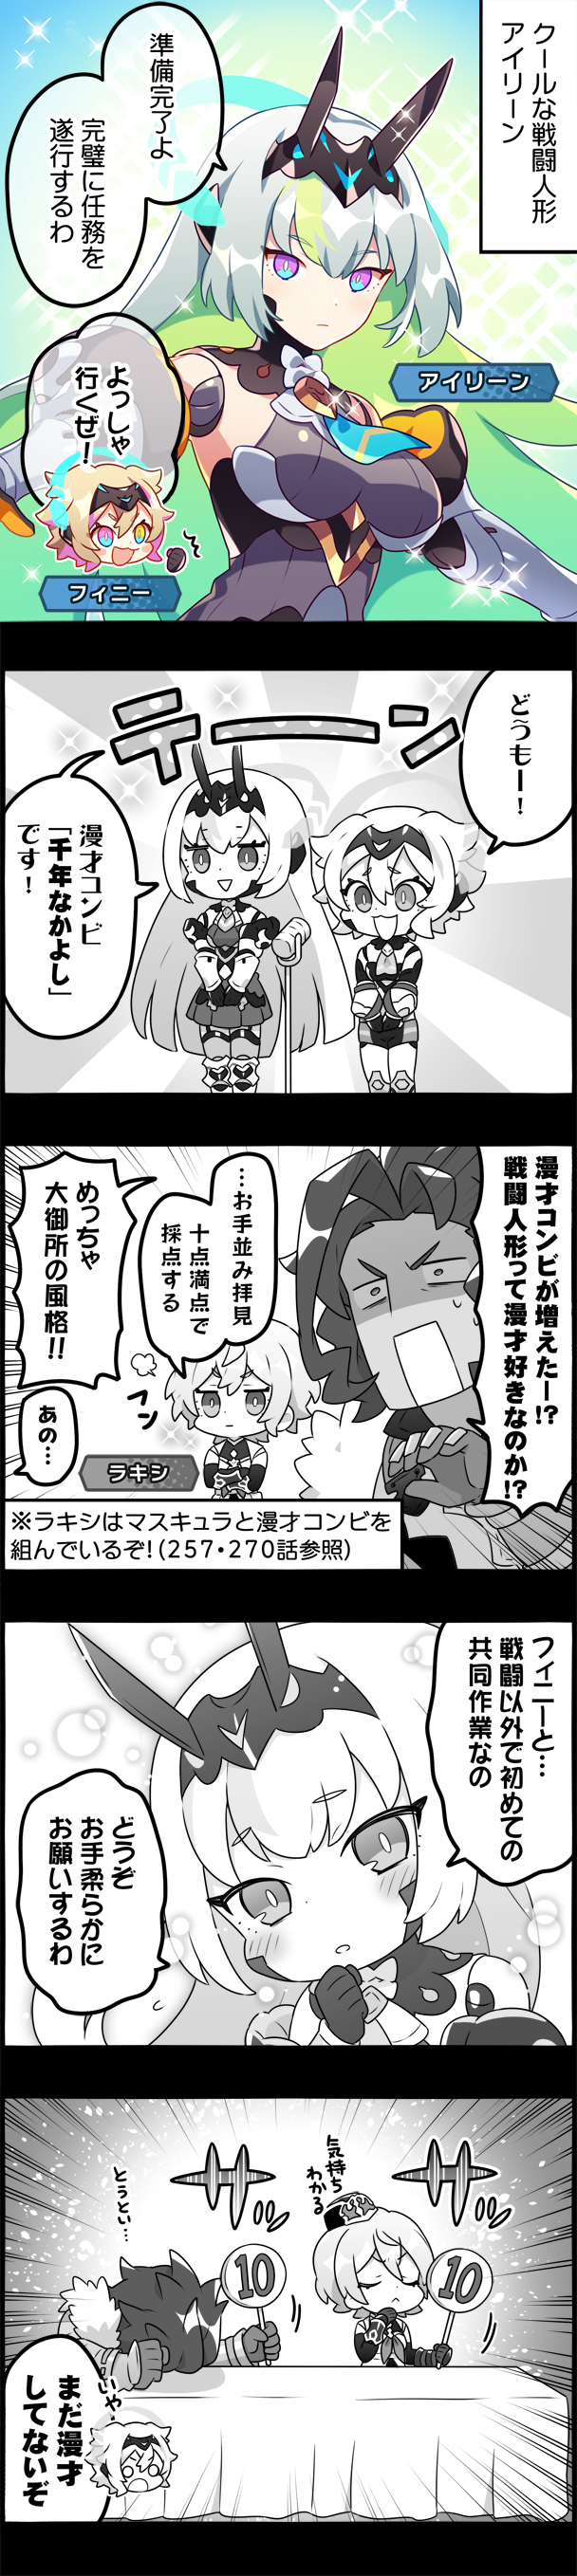 クールな戦闘人形
アイリーン
準備完了よ
完璧に任務を
遂行するわ
アイリーン
よっしゃ
行くぜ!
フィニー
どうもー!
テーン
漫才コンビ
「千年なかよし」
です!
漫才コンビが増えたー!?
戦闘人形って漫才好きなのか!?
…お手並み拝見
十点満点で
採点する
フン
ラキシ
めっちゃ
大御所の風格!!
あの…
※ラキシはマスキュラと漫才コンビを
組んでいるぞ!(257・270話参照)
フィニーと…
戦闘以外で初めての
共同作業なの
どうぞ
お手柔らかに
お願いするわ
サッ
気持ち
わかる
10
サッ
とうとい…
10
いや
まだ漫才
してないぞ